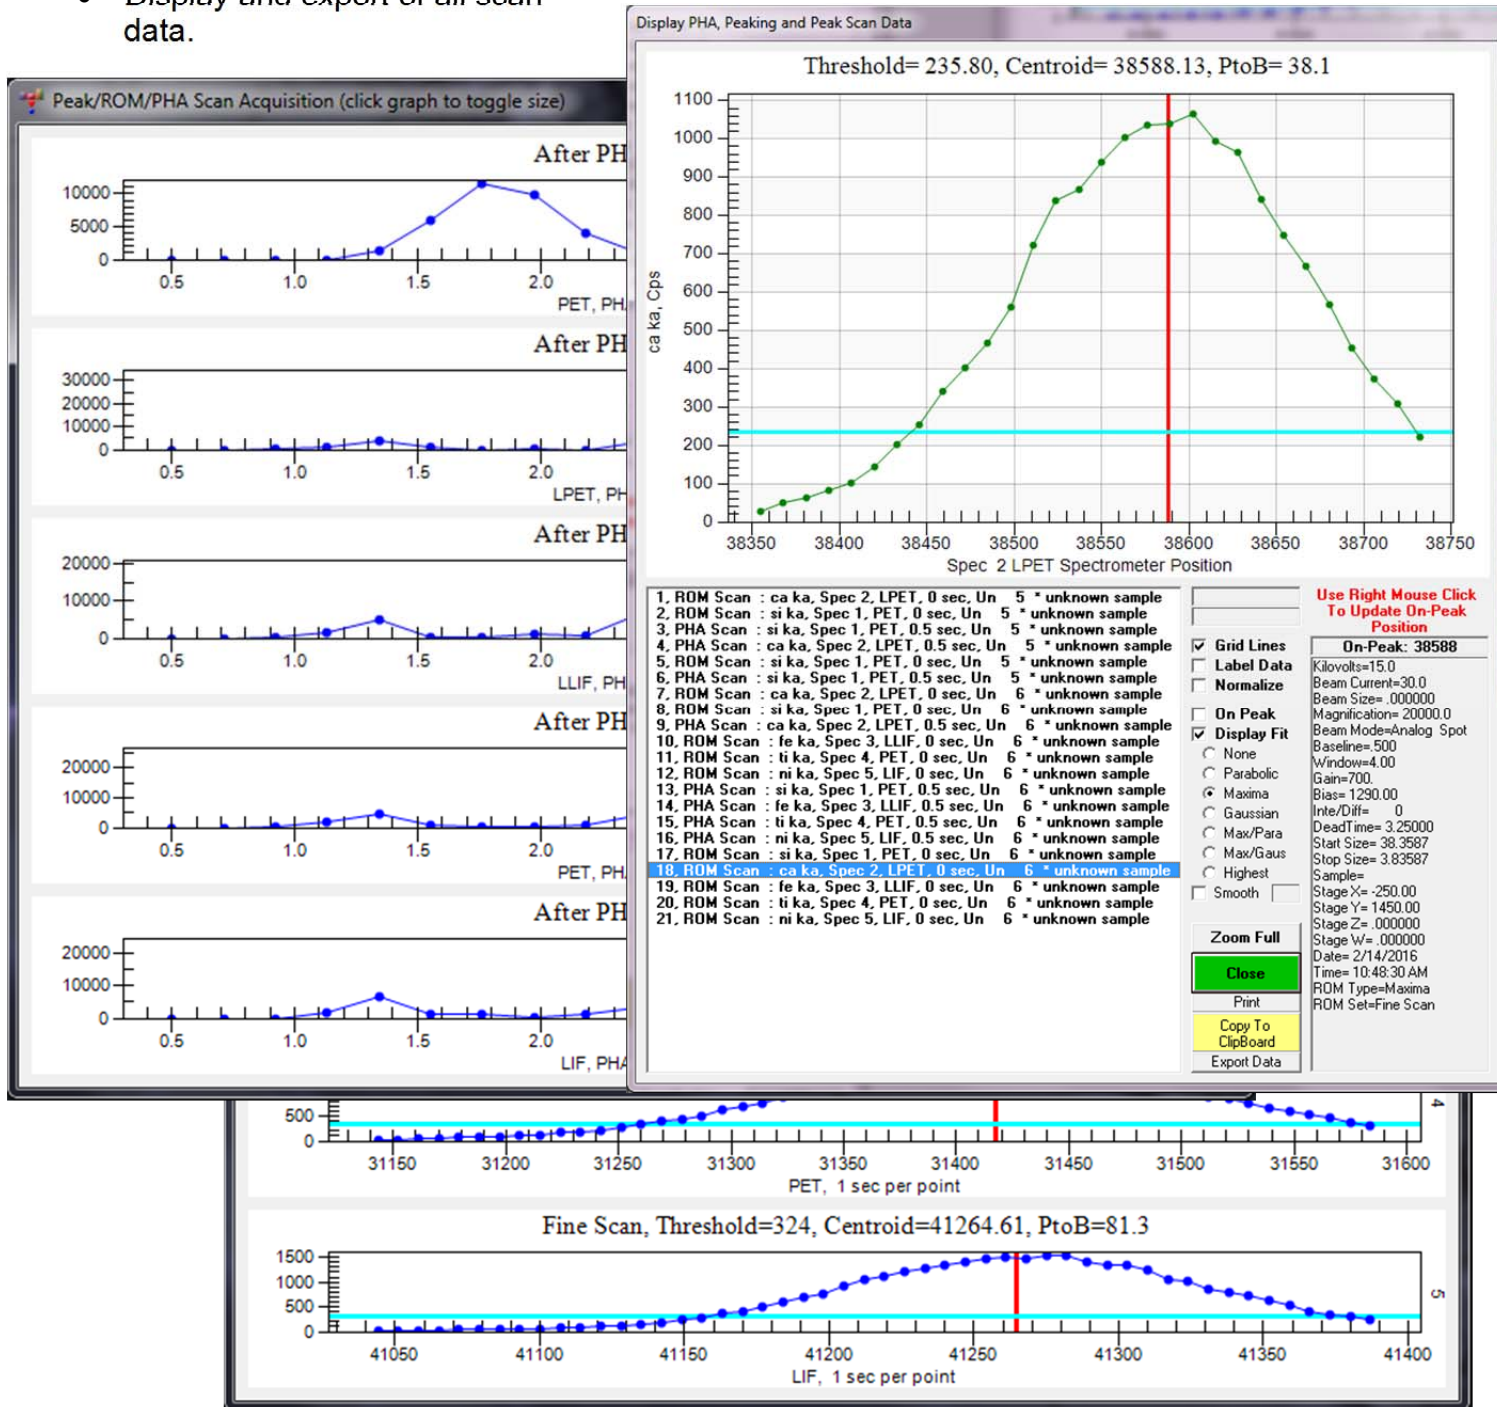 • Display and export of all scan
data.
Peak/ROM/PHA Scan Acquisition (click graph to toggle size)
After PH
10000
5000
0
0.5 1.0 1.5 2.0
PET, PH
After PH
30000
20000
10000
0
0.5 1.0 1.5 2.0
LPET, PH
After PH
20000
10000
0
0.5 1.0 1.5 2.0
LLIF, PH
After PH
20000
10000
0
0.5 1.0 1.5 2.0
PET, PH
After PH
20000
10000
0
0.5 1.0 1.5 2.0
LIF, PHA
Display PHA, Peaking and Peak Scan Data
Threshold= 235.80, Centroid= 38588.13, PtoB= 38.1
ca ka, Cps
1100
1000
900
800
700
600
500
400
300
200
100
0
38350 38400 38450 38500 38550 38600 38650 38700 38750
Spec 2 LPET Spectrometer Position
1, ROM Scan : ca ka, Spec 2, LPET, 0 sec, Un 5 * unknown sample
2, ROM Scan : si ka, Spec 1, PET, 0 sec, Un 5 * unknown sample
3, PHA Scan : si ka, Spec 1, PET, 0.5 sec, Un 5 * unknown sample
4, PHA Scan : ca ka, Spec 2, LPET, 0.5 sec, Un 5 * unknown sample
5, ROM Scan : si ka, Spec 1, PET, 0 sec, Un 5 * unknown sample
6, PHA Scan : si ka, Spec 1, PET, 0.5 sec, Un 5 * unknown sample
7, ROM Scan : ca ka, Spec 2, LPET, 0 sec, Un 6 * unknown sample
8, ROM Scan : si ka, Spec 1, PET, 0 sec, Un 6 * unknown sample
9, PHA Scan : ca ka, Spec 2, LPET, 0.5 sec, Un 6 * unknown sample
10, ROM Scan : fe ka, Spec 3, LLIF, 0 sec, Un 6 * unknown sample
11, ROM Scan : ti ka, Spec 4, PET, 0 sec, Un 6 * unknown sample
12, ROM Scan : ni ka, Spec 5, LIF, 0 sec, Un 6 * unknown sample
13, PHA Scan : si ka, Spec 1, PET, 0.5 sec, Un 6 * unknown sample
14, PHA Scan : fe ka, Spec 3, LLIF, 0.5 sec, Un 6 * unknown sample
15, PHA Scan : ti ka, Spec 4, PET, 0.5 sec, Un 6 * unknown sample
16, PHA Scan : ni ka, Spec 5, LIF, 0.5 sec, Un 6 * unknown sample
17, ROM Scan : si ka, Spec 1, PET, 0 sec, Un 6 * unknown sample
18, ROM Scan : ca ka, Spec 2, LPET, 0 sec, Un 6 * unknown sample
19, ROM Scan : fe ka, Spec 3, LLIF, 0 sec, Un 6 * unknown sample
20, ROM Scan : ti ka, Spec 4, PET, 0 sec, Un 6 * unknown sample
21, ROM Scan : ni ka, Spec 5, LIF, 0 sec, Un 6 * unknown sample
Grid Lines
Label Data
Normalize
On Peak
Display Fit
None
Parabolic
Maxima
Gaussian
Max/Para
Max/Gaus
Highest
Smooth
Zoom Full
Close
Print
Copy To
ClipBoard
Export Data
Use Right Mouse Click
To Update On-Peak
Position
On-Peak: 38588
Kilovolts=15.0
Beam Current=30.0
Beam Size= .000000
Magnification= 20000.0
Beam Mode=Analog Spot
Baseline=.500
Window=4.00
Gain=700.
Bias= 1290.00
Inte/Diff= 0
DeadTime= 3.25000
Start Size= 38.3587
Stop Size= 3.83587
Sample=
Stage X= -250.00
Stage Y= 1450.00
Stage Z= .000000
Stage W= .000000
Date= 2/14/2016
Time= 10:48:30 AM
ROM Type=Maxima
ROM Set=Fine Scan
500
0
4
31150 31200 31250 31300 31350 31400 31450 31500 31550 31600
PET, 1 sec per point
Fine Scan, Threshold=324, Centroid=41264.61, PtoB=81.3
1500
1000
500
0
5
41050 41100 41150 41200 41250 41300 41350 41400
LIF, 1 sec per point